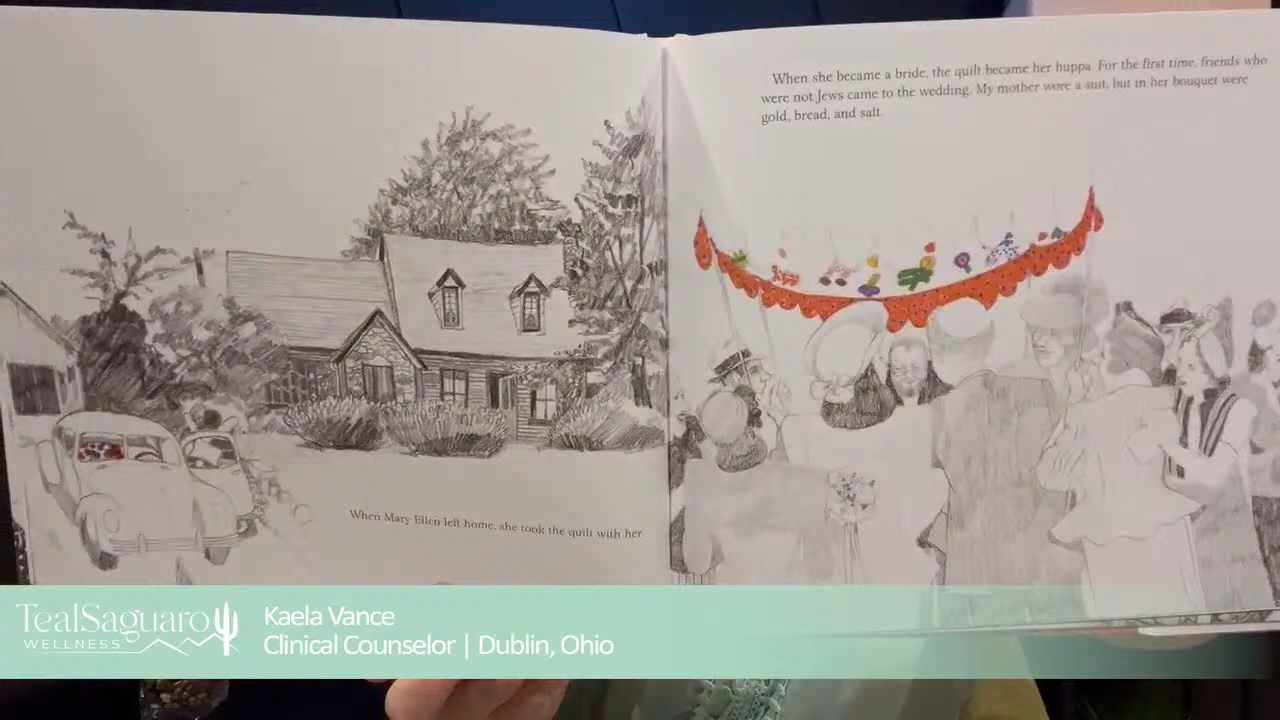 When Mary Ellen left home, she took the quilt with her
When she became a bride, the quilt became her huppa. For the first time, friends who
were not Jews came to the wedding. My mother wore a suit, but in her bouquet were
gold, bread, and salt.
TealSaguaro
WELLNESS
Kaela Vance
Clinical Counselor | Dublin, Ohio